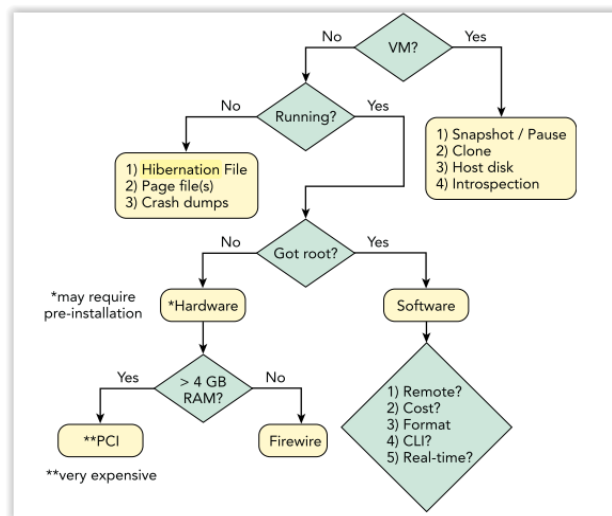 No
VM?
Yes
No
Running?
Yes
1) Hibernation File
2) Page file(s)
3) Crash dumps
1) Snapshot / Pause
2) Clone
3) Host disk
4) Introspection
No
Got root?
Yes
*may require
pre-installation
*Hardware
Software
Yes
> 4 GB
RAM?
No
**PCI
Firewire
**very expensive
1) Remote?
2) Cost?
3) Format
4) CLI?
5) Real-time?